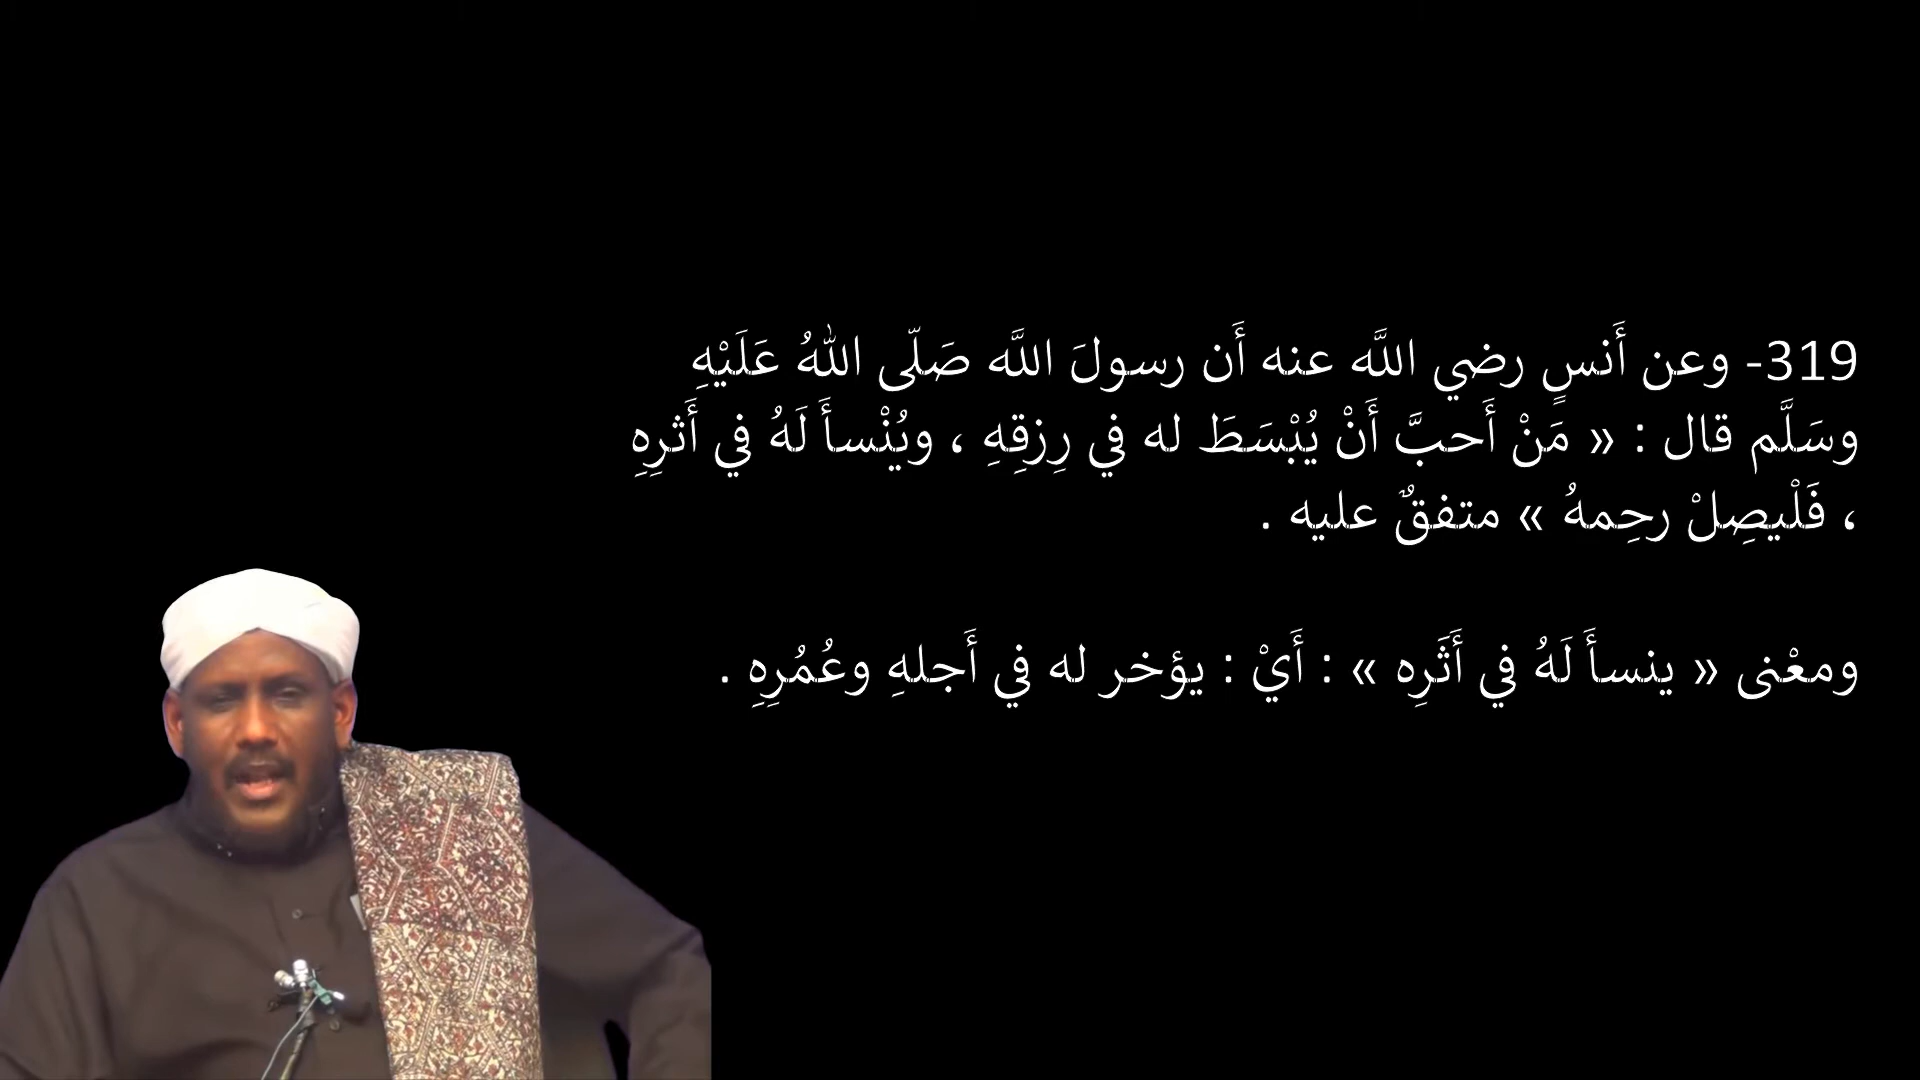 319- وعن أَنسٍ رضي اللَّه عنه أَن رسولَ اللَّه صَلّى اللهُ عَلَيْهِ
وسَلَّم قال : « مَنْ أَحبَّ أَنْ يُبْسَطَ له في رِزقِهِ ، ويُنْسأَ لَهُ في أَثرِهِ
، فَلْيصِلْ رحِمهُ » متفقٌ عليه .
ومعْنى « ينسأَ لَهُ في أَثَرِه » : أَيْ : يؤخر له في أَجلهِ وعُمُرِهِ .